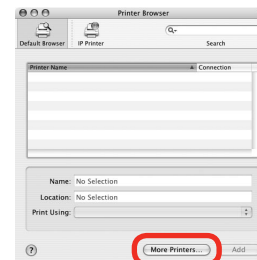 Printer Browser
Default Browser IP Printer Search
Printer Name Connection
Name: No Selection
Location: No Selection
Print Using:
? More Printers... Add